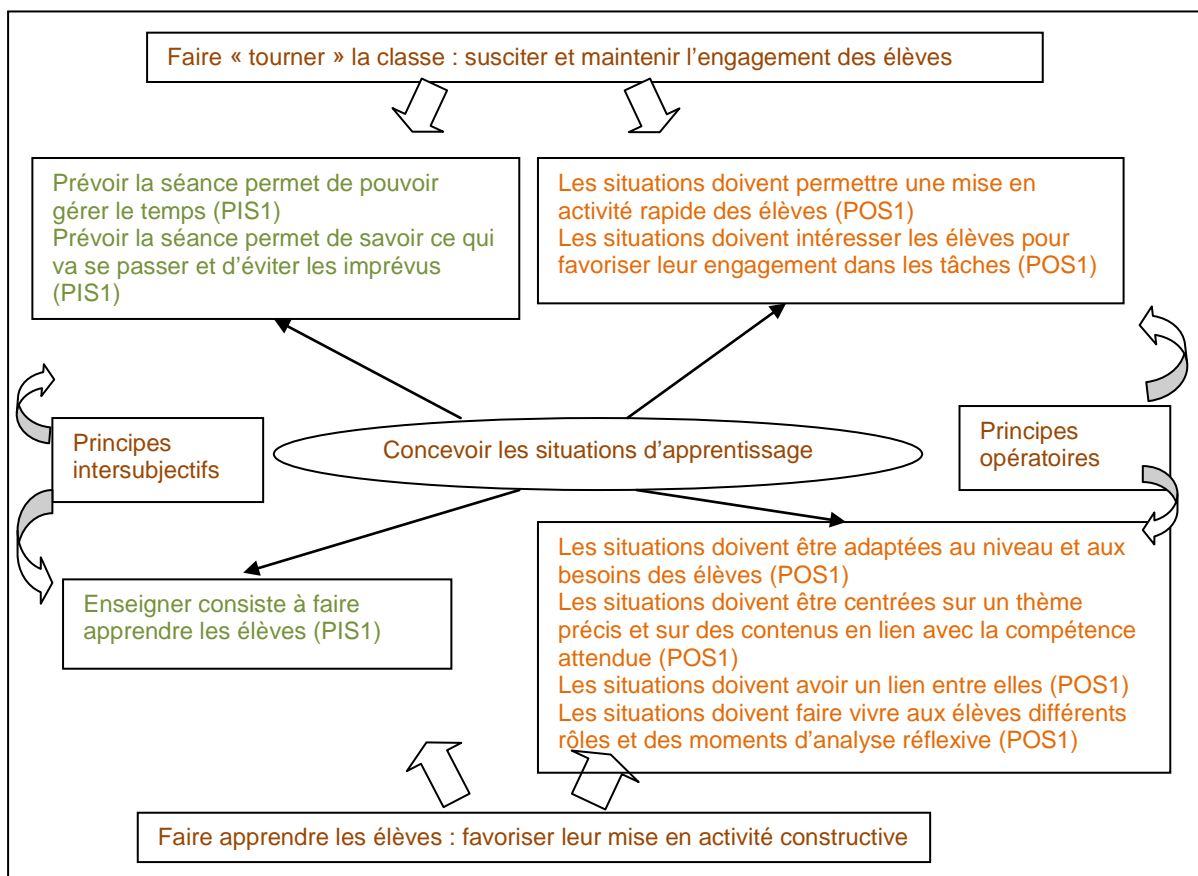 Faire « tourner » la classe : susciter et maintenir l’engagement des élèves
Prévoir la séance permet de pouvoir
gérer le temps (PIS1)
Prévoir la séance permet de savoir ce qui
va se passer et d’éviter les imprévus
(PIS1)
Les situations doivent permettre une mise en
activité rapide des élèves (POS1)
Les situations doivent intéresser les élèves pour
favoriser leur engagement dans les tâches (POS1)
Principes
intersubjectifs
Concevoir les situations d’apprentissage
Principes
opératoires
Enseigner consiste à faire
apprendre les élèves (PIS1)
Les situations doivent être adaptées au niveau et aux
besoins des élèves (POS1)
Les situations doivent être centrées sur un thème
précis et sur des contenus en lien avec la compétence
attendue (POS1)
Les situations doivent avoir un lien entre elles (POS1)
Les situations doivent faire vivre aux élèves différents
rôles et des moments d’analyse réflexive (POS1)
Faire apprendre les élèves : favoriser leur mise en activité constructive